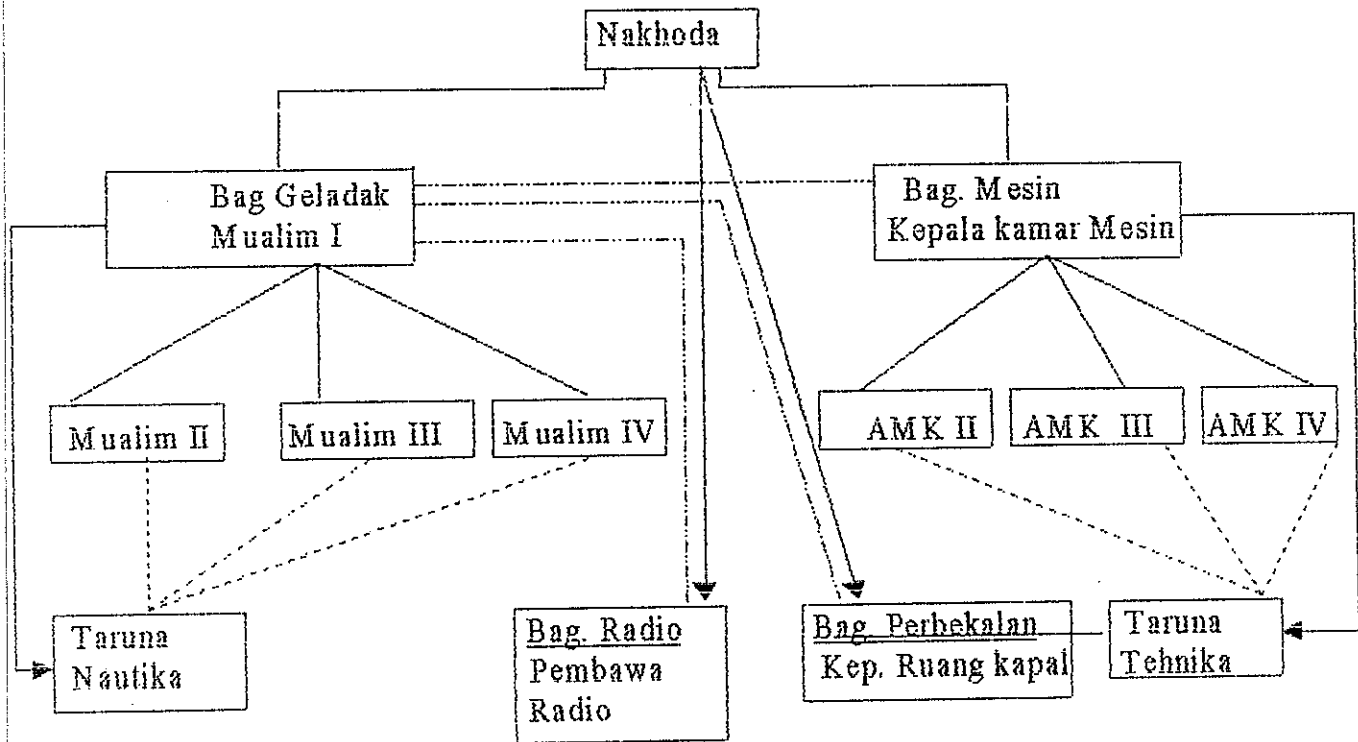 Nakhoda
Bag Geladak
Mualim I
Bag. Mesin
Kepala kamar Mesin
Mualim II
Mualim III
Mualim IV
AMK II
AMK III
AMK IV
Taruna
Nautika
Bag. Radio
Pembawa
Radio
Bag. Perbekalan
Kep. Ruang kapal
Taruna
Tehnika